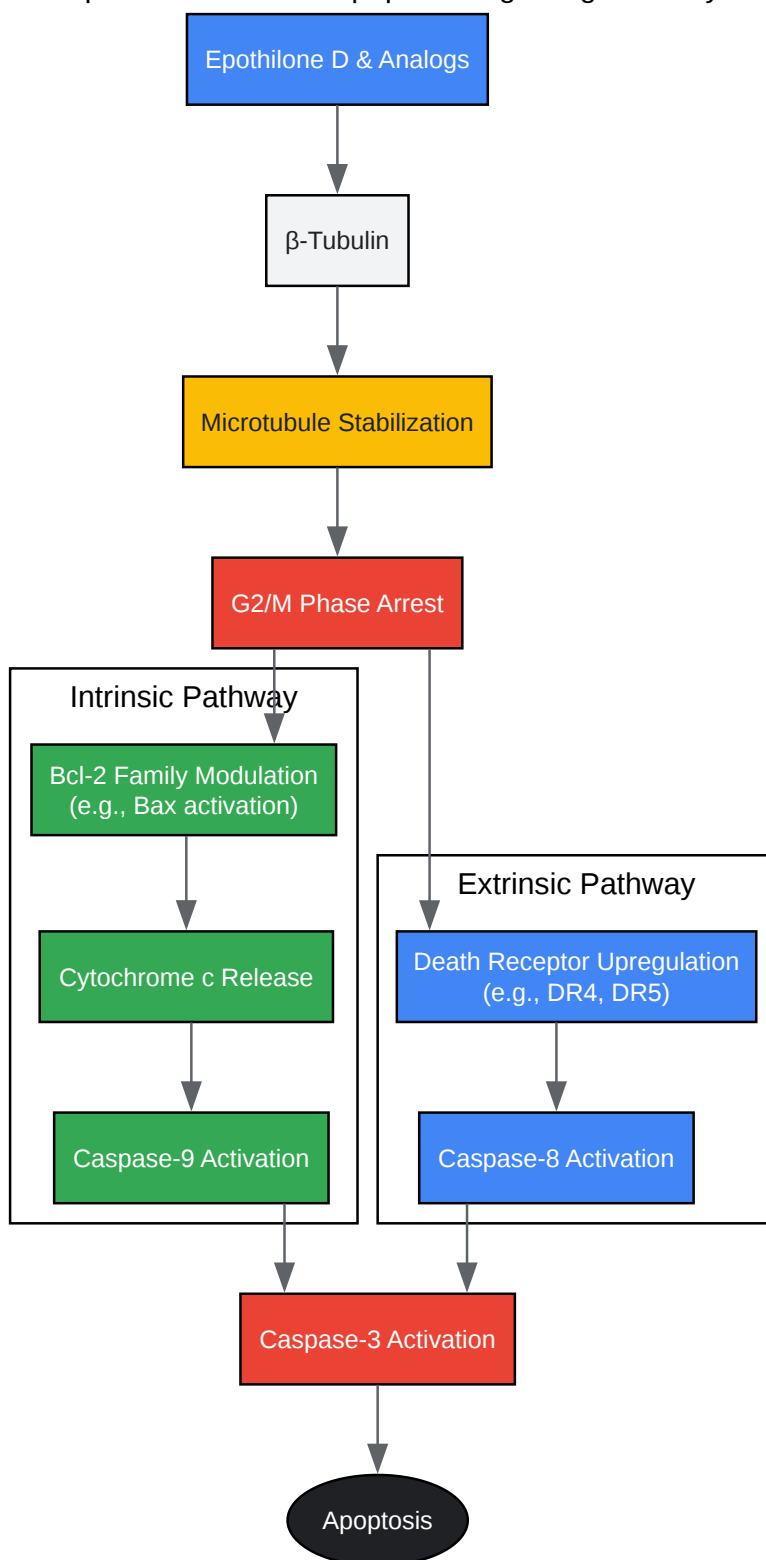 Epothilone D & Analogs
β-Tubulin
Microtubule Stabilization
G2/M Phase Arrest
Intrinsic Pathway
Bcl-2 Family Modulation
(e.g., Bax activation)
Cytochrome c Release
Caspase-9 Activation
Extrinsic Pathway
Death Receptor Upregulation
(e.g., DR4, DR5)
Caspase-8 Activation
Caspase-3 Activation
Apoptosis